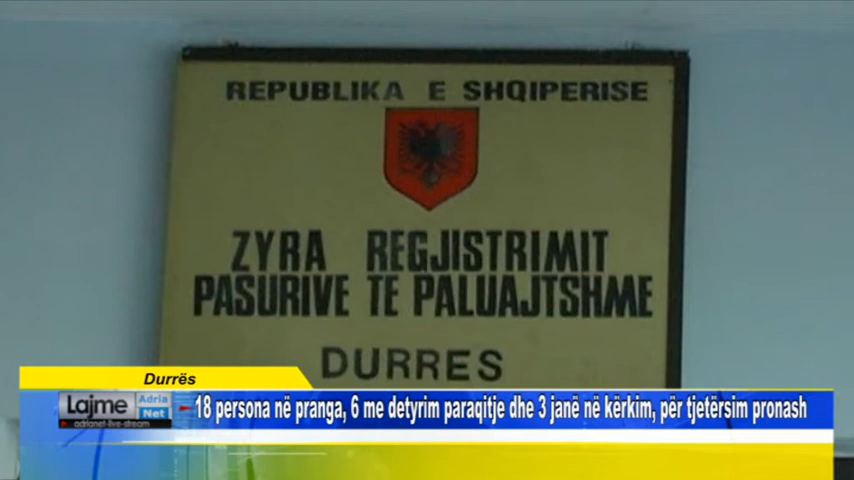 REPUBLIKA E SHQIPERISE
ZYRA REGJISTRIMIT
PASURIVE TE PALUAJTSHME
DURRES
Durrës
Lajme Adria Net
adrianet-live-stream
18 persona në pranga, 6 me detyrim paraqitje dhe 3 janë në kërkim, për tjetërsim pronash